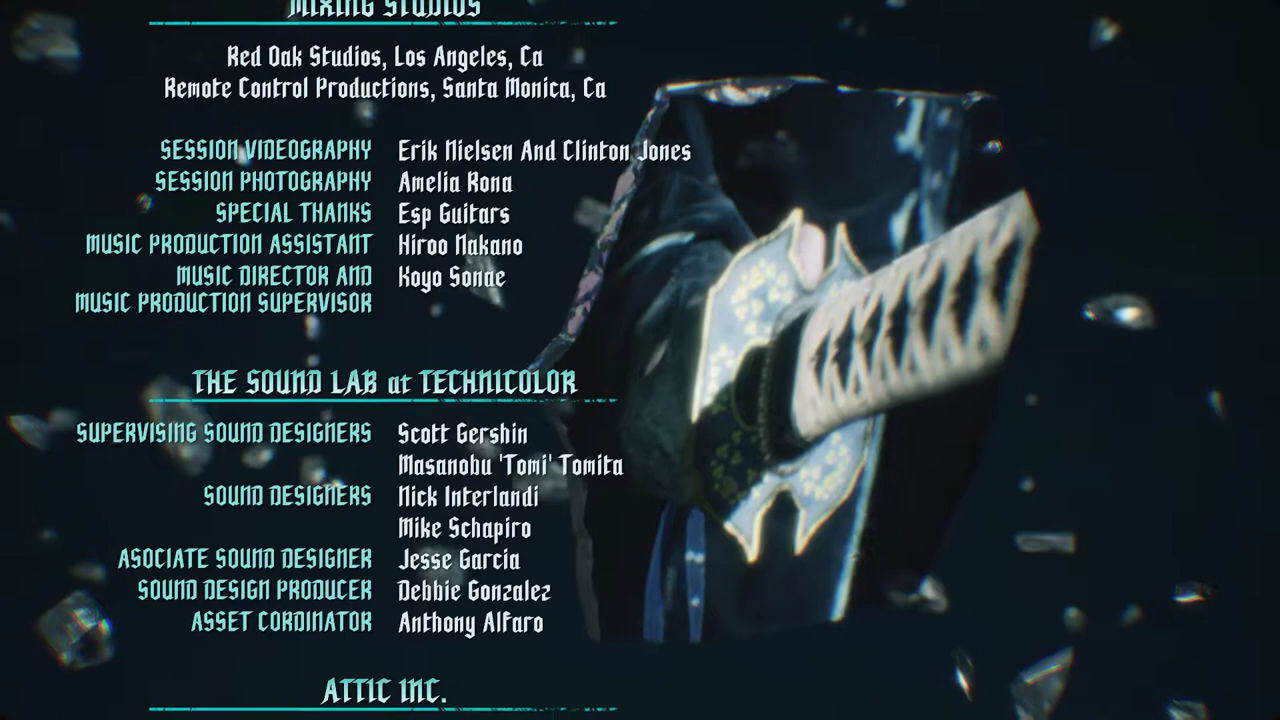 MIXING STUDIOS
Red Oak Studios, Los Angeles, Ca
Remote Control Productions, Santa Monica, Ca
SESSION VIDEOGRAPHY Erik Nielsen And Clinton Jones
SESSION PHOTOGRAPHY Amelia Rona
SPECIAL THANKS Esp Guitars
MUSIC PRODUCTION ASSISTANT Hiroo Nakano
MUSIC DIRECTOR AND Koyo Sonae
MUSIC PRODUCTION SUPERVISOR
THE SOUND LAB at TECHNICOLOR
SUPERVISING SOUND DESIGNERS Scott Gershin
Masanobu 'Tomi' Tomita
SOUND DESIGNERS Nick Interlandi
Mike Schapiro
ASOCIATE SOUND DESIGNER Jesse Garcia
SOUND DESIGN PRODUCER Debbie Gonzalez
ASSET CORDINATOR Anthony Alfaro
ATTIC INC.